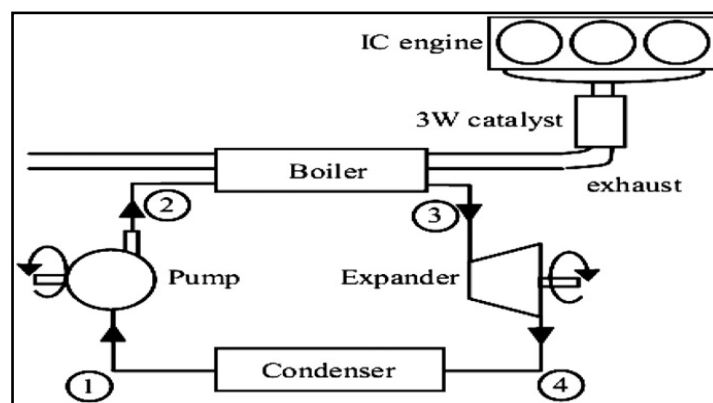 IC engine
3W catalyst
Boiler
exhaust
2
3
Pump
Expander
Condenser
1
4